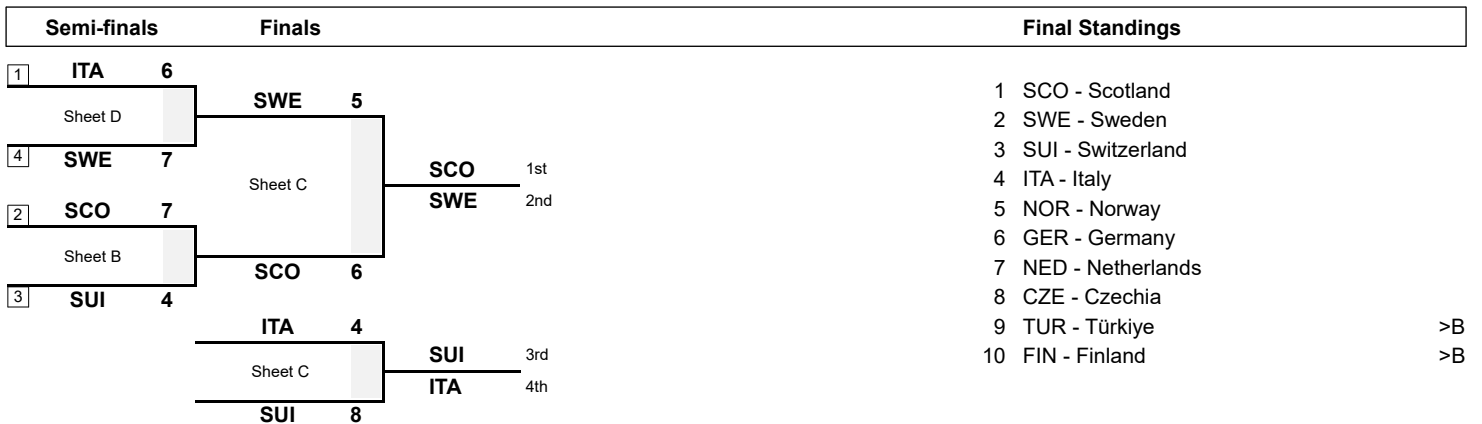 Semi-finals Finals Final Standings
1 ITA 6
Sheet D
4 SWE 7
2 SCO 7
Sheet B
3 SUI 4
SWE 5
Sheet C
SCO 6
SCO 1st
SWE 2nd
ITA 4
Sheet C
SUI 8
SUI 3rd
ITA 4th
1 SCO - Scotland
2 SWE - Sweden
3 SUI - Switzerland
4 ITA - Italy
5 NOR - Norway
6 GER - Germany
7 NED - Netherlands
8 CZE - Czechia
9 TUR - Türkiye >B
10 FIN - Finland >B